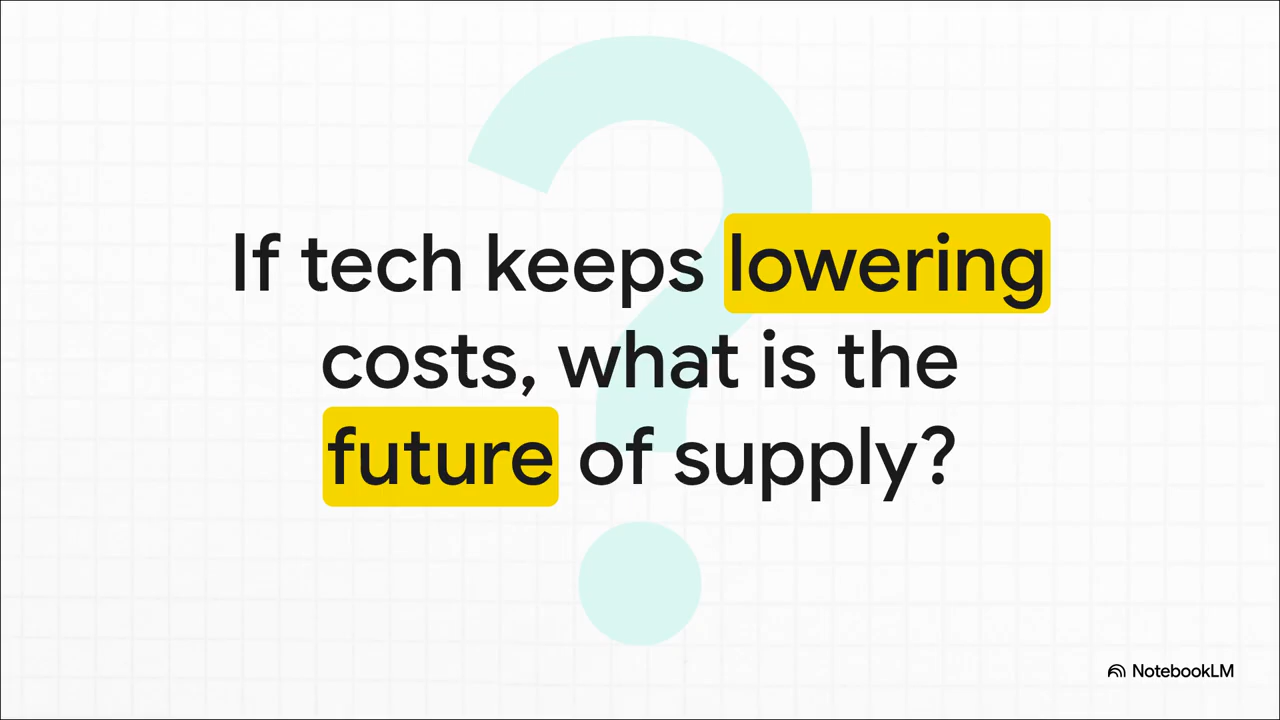 If tech keeps lowering
costs, what is the
future of supply?
NotebookLM